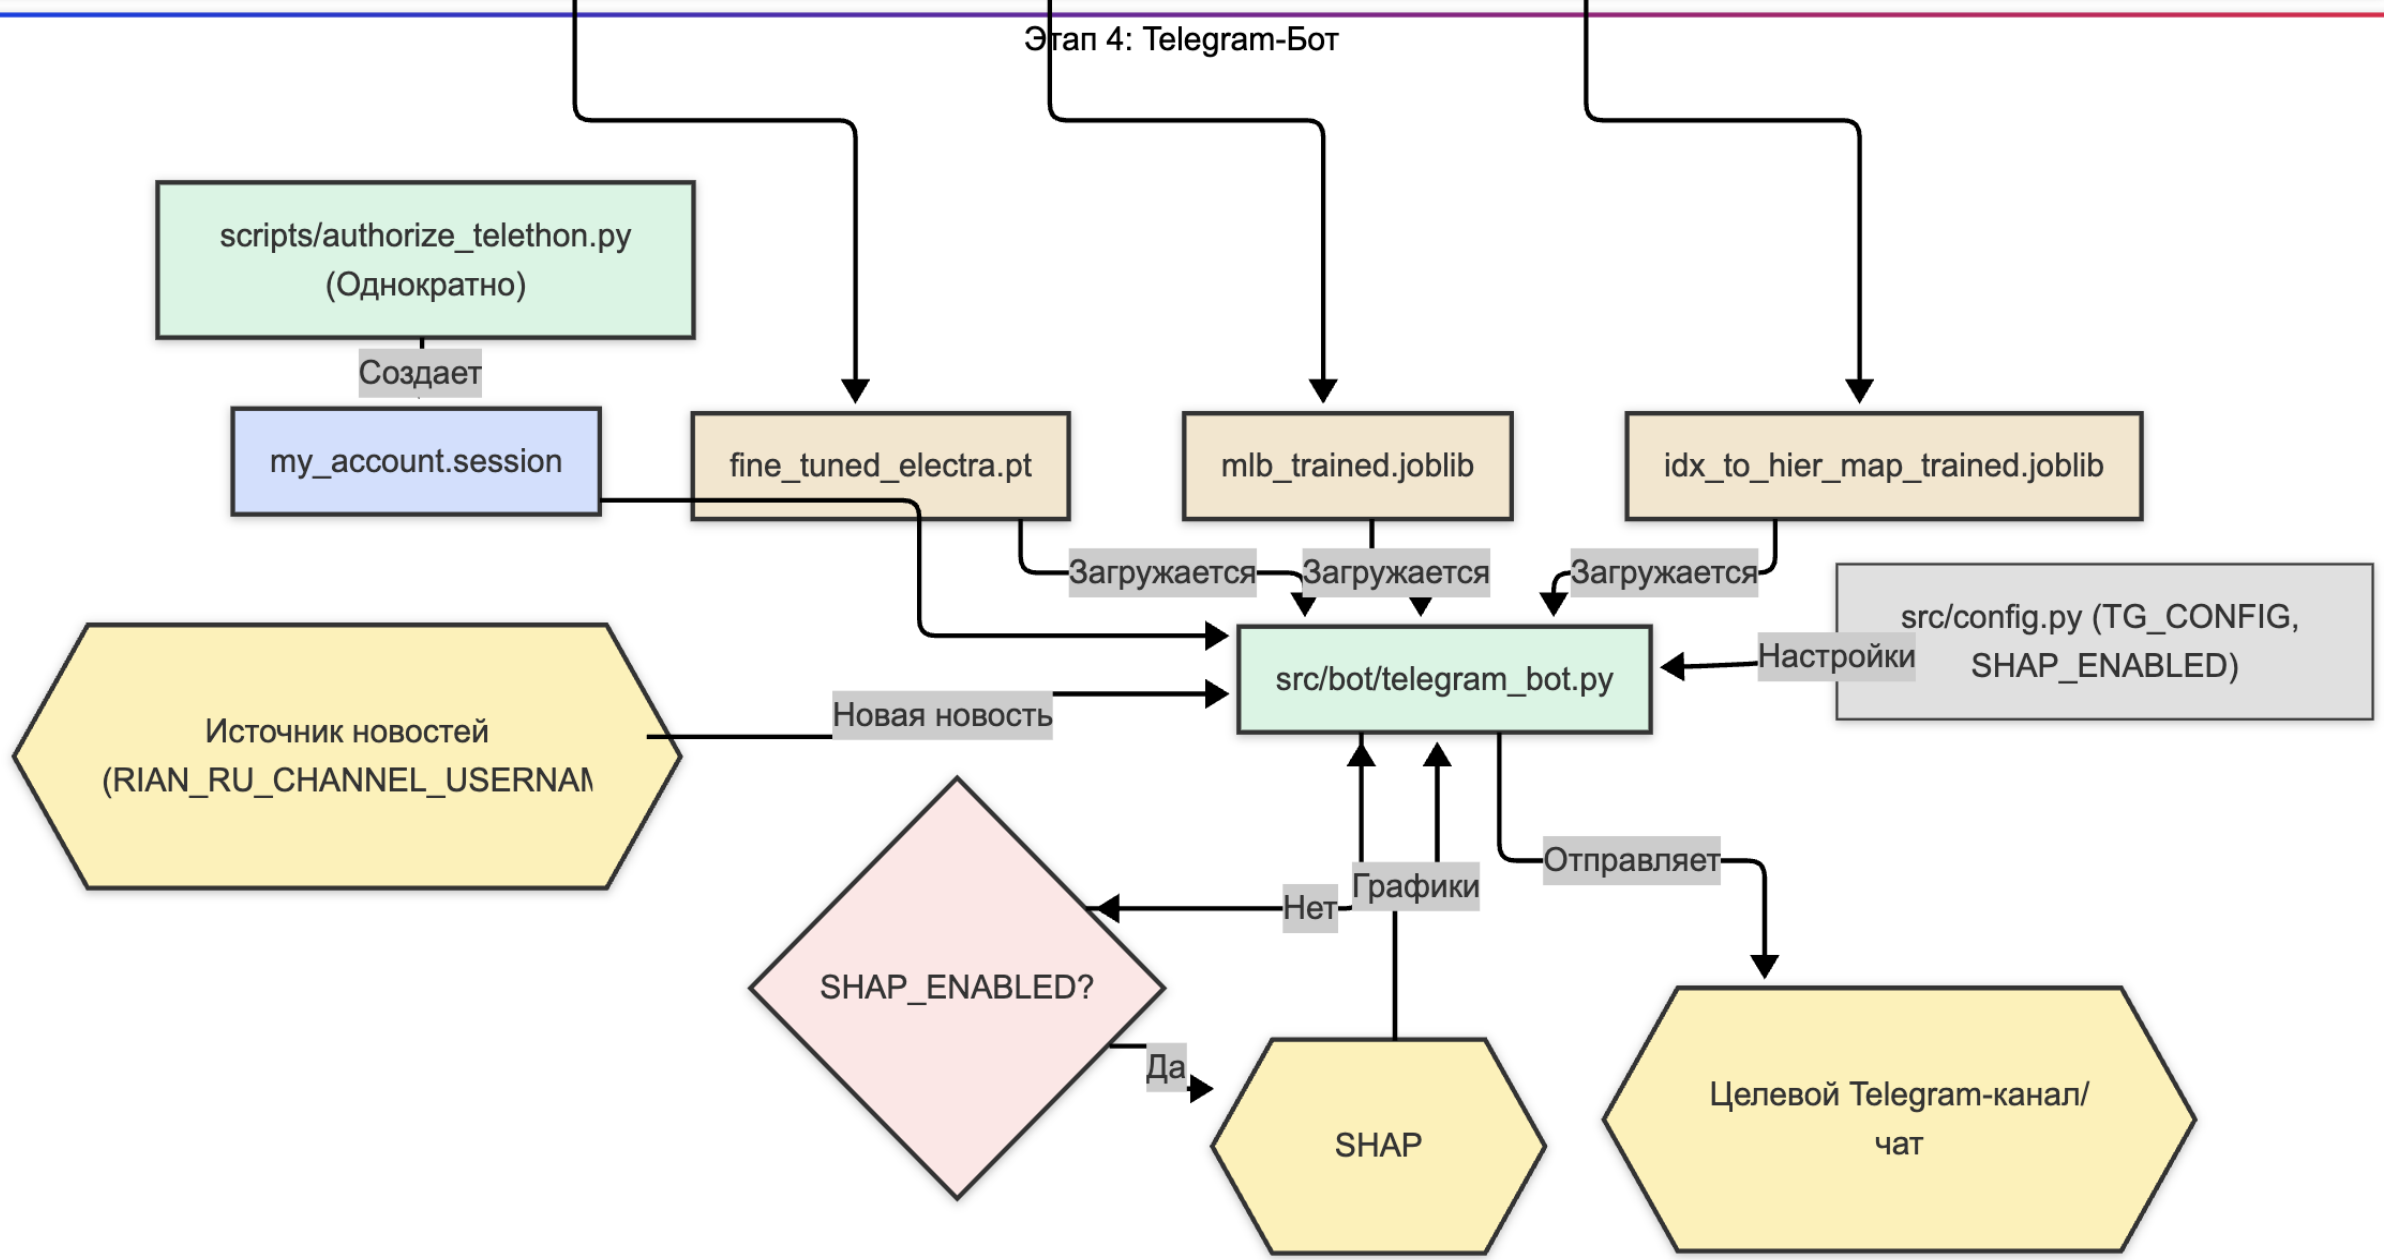 Этап 4: Telegram-Бот
scripts/authorize_telethon.py
(Однократно)
Создает
my_account.session
fine_tuned_electra.pt
mlb_trained.joblib
idx_to_hier_map_trained.joblib
Загружается
Загружается
Загружается
src/config.py (TG_CONFIG,
SHAP_ENABLED)
Настройки
src/bot/telegram_bot.py
Источник новостей
(RIAN_RU_CHANNEL_USERNAM
Новая новость
Отправляет
Графики
Нет
SHAP_ENABLED?
Да
SHAP
Целевой Telegram-канал/
чат